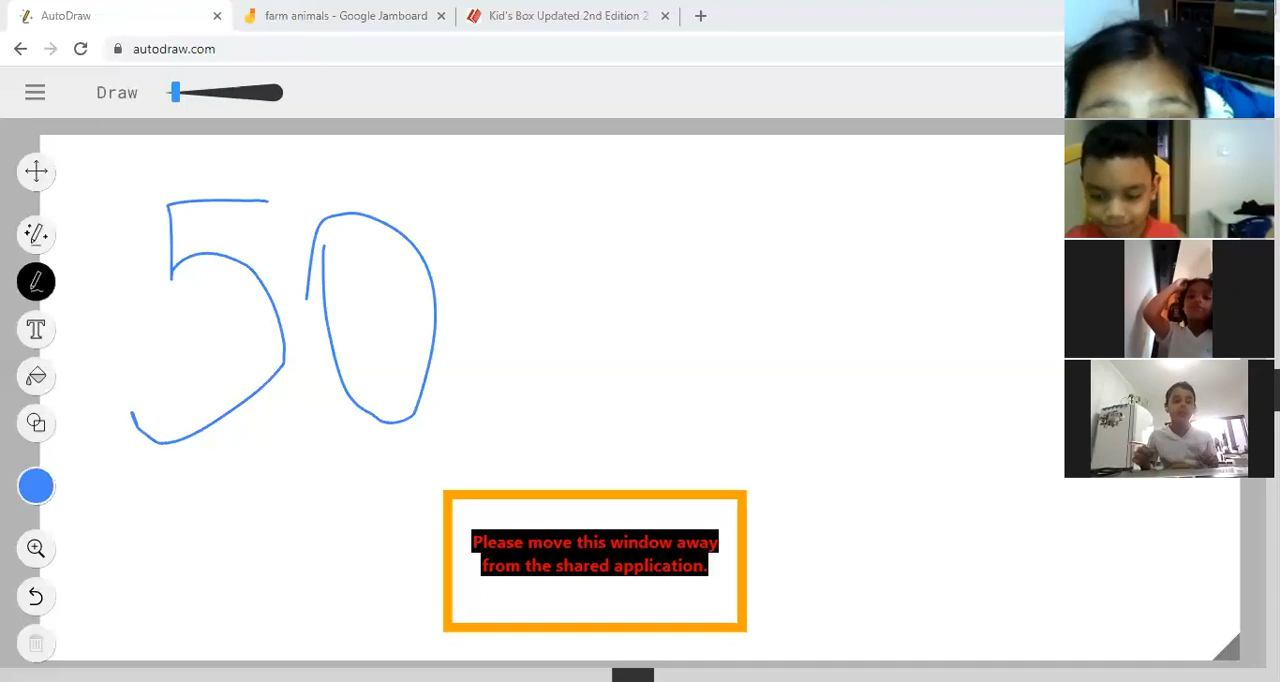 AutoDraw
farm animals - Google Jamboard
Kid's Box Updated 2nd Edition 2
autodraw.com
Draw
T
50
Please move this window away
from the shared application.